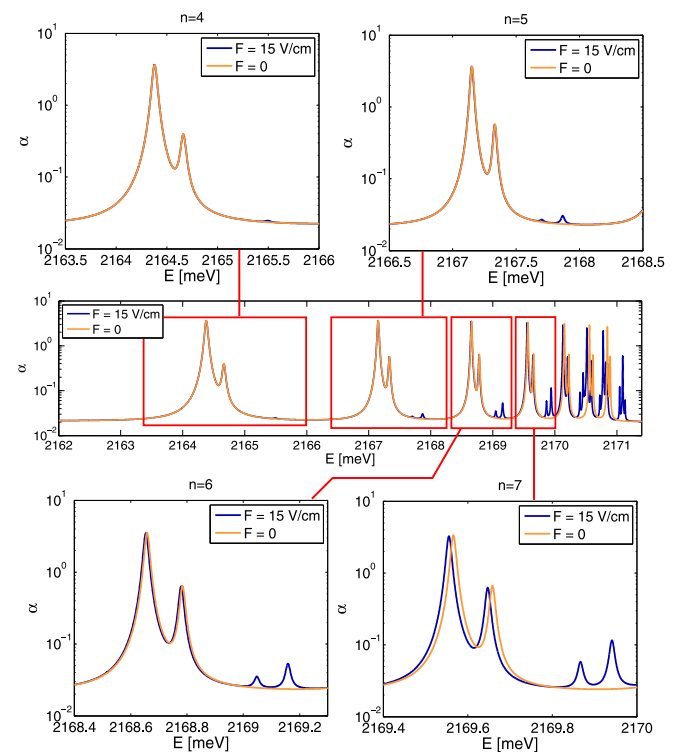 n=4
n=5
10^1
10^0
10^-1
10^-2
α
F = 15 V/cm
F = 0
2163.5 2164 2164.5 2165 2165.5 2166
E [meV]
10^1
10^0
10^-1
10^-2
α
F = 15 V/cm
F = 0
2166.5 2167 2167.5 2168 2168.5
E [meV]
10^1
10^0
10^-1
10^-2
α
F = 15 V/cm
F = 0
2162 2163 2164 2165 2166 2167 2168 2169 2170 2171
E [meV]
n=6
n=7
10^1
10^0
10^-1
10^-2
α
F = 15 V/cm
F = 0
2168.4 2168.6 2168.8 2169 2169.2
E [meV]
10^1
10^0
10^-1
10^-2
α
F = 15 V/cm
F = 0
2169.4 2169.6 2169.8 2170
E [meV]